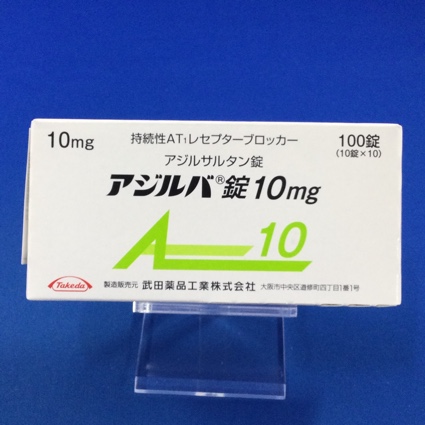 10mg
持続性AT₁レセプターブロッカー
100錠
(10錠×10)
アジルサルタン錠
アジルバ®錠10mg
A 10
Takeda
製造販売元 武田薬品工業株式会社 大阪市中央区道修町四丁目1番1号